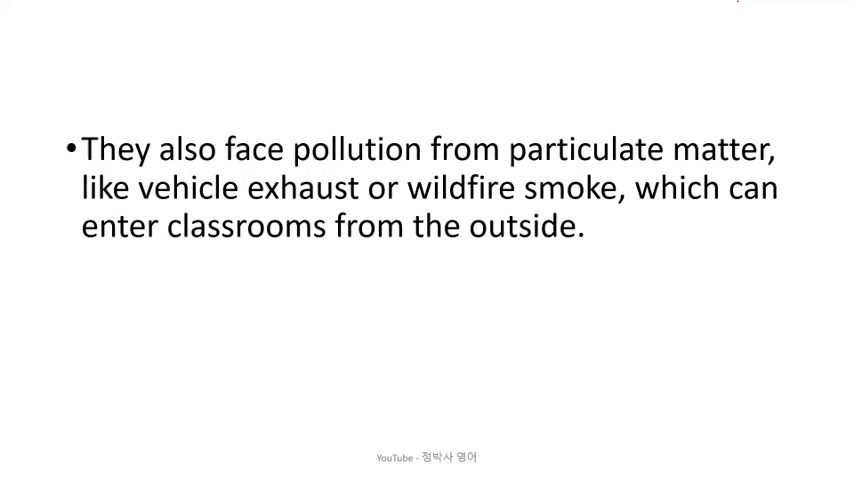 •They also face pollution from particulate matter,
like vehicle exhaust or wildfire smoke, which can
enter classrooms from the outside.
YouTube - 정박사 영어